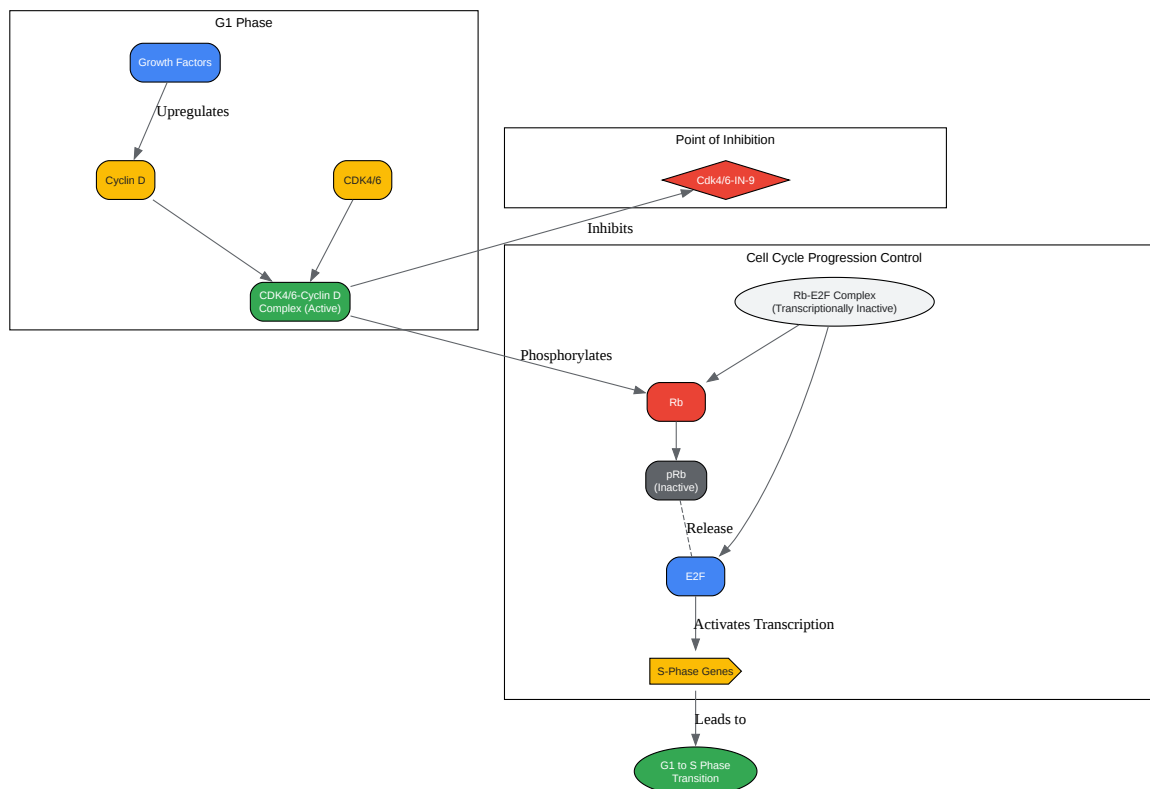 G1 Phase
Growth Factors
Upregulates
Cyclin D
CDK4/6
CDK4/6-Cyclin D
Complex (Active)
Point of Inhibition
Cdk4/6-IN-9
Inhibits
Cell Cycle Progression Control
Rb-E2F Complex
(Transcriptionally Inactive)
Phosphorylates
Rb
pRb
(Inactive)
Release
E2F
Activates Transcription
S-Phase Genes
Leads to
G1 to S Phase
Transition